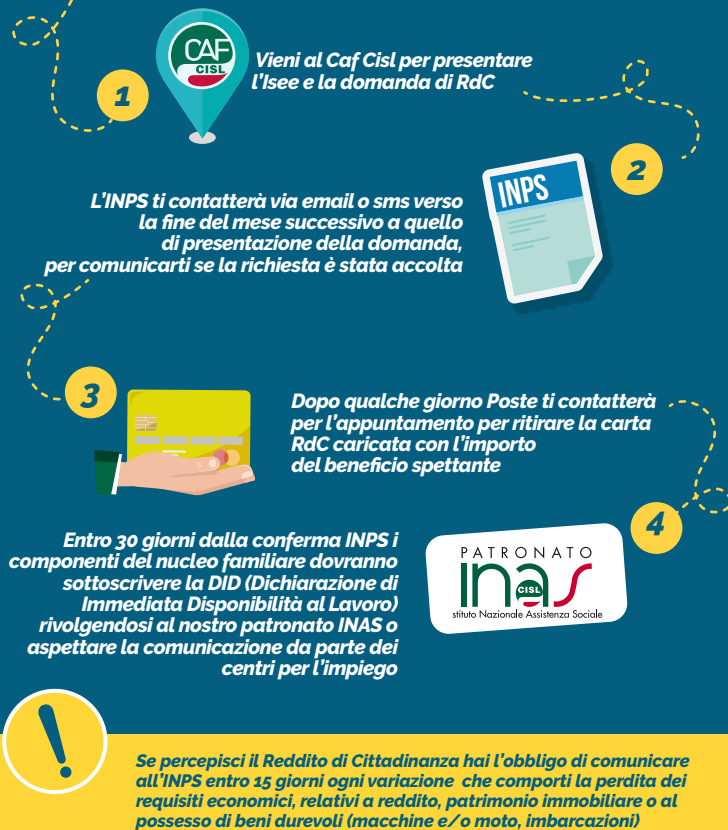 CAF
CISL
Vieni al Caf Cisl per presentare
l'Isee e la domanda di RdC
1
2
INPS
L'INPS ti contatterà via email o sms verso
la fine del mese successivo a quello
di presentazione della domanda,
per comunicarti se la richiesta è stata accolta
3
Dopo qualche giorno Poste ti contatterà
per l'appuntamento per ritirare la carta
RdC caricata con l'importo
del beneficio spettante
4
Entro 30 giorni dalla conferma INPS i
componenti del nucleo familiare dovranno
sottoscrivere la DID (Dichiarazione di
Immediata Disponibilità al Lavoro)
rivolgendosi al nostro patronato INAS o
aspettare la comunicazione da parte dei
centri per l'impiego
PATRONATO
inas
CISL
stituto Nazionale Assistenza Sociale
!
Se percepisci il Reddito di Cittadinanza hai l'obbligo di comunicare
all'INPS entro 15 giorni ogni variazione che comporti la perdita dei
requisiti economici, relativi a reddito, patrimonio immobiliare o al
possesso di beni durevoli (macchine e/o moto, imbarcazioni)